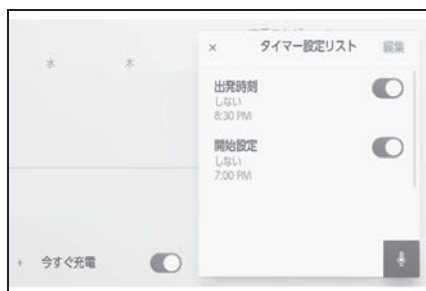 ×
タイマー設定リスト
編集
水
木
出発時刻
しない
8:30 PM
開始設定
しない
7:00 PM
今すぐ充電